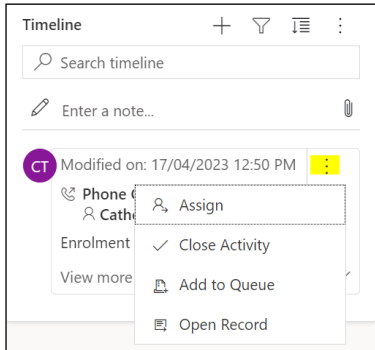 Timeline
Search timeline
Enter a note...
CT
Modified on: 17/04/2023 12:50 PM
Phone
Assign
Enrolment
Close Activity
View more
Add to Queue
Open Record